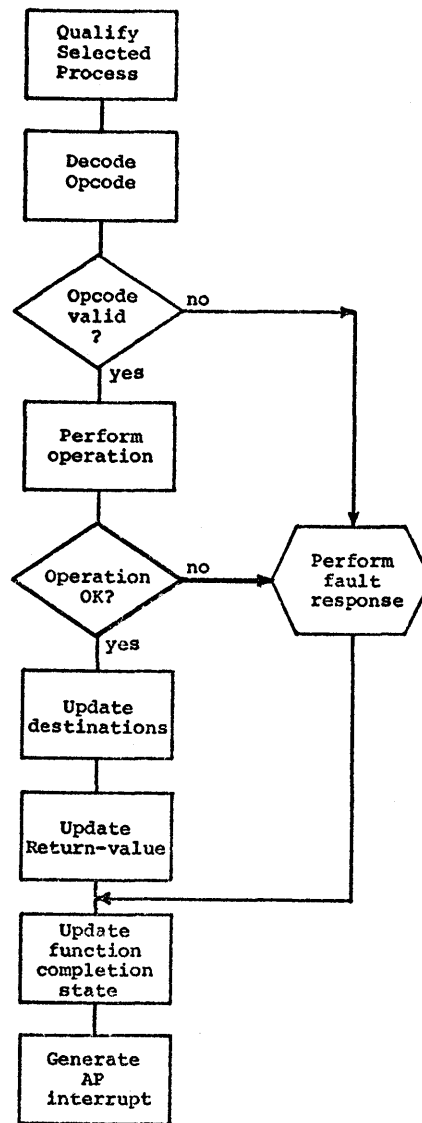 Qualify
Selected
Process
Decode
Opcode
Opcode
valid
?
no
yes
Perform
operation
Operation
OK?
no
yes
Perform
fault
response
Update
destinations
Update
Return-value
Update
function
completion
state
Generate
AP
interrupt